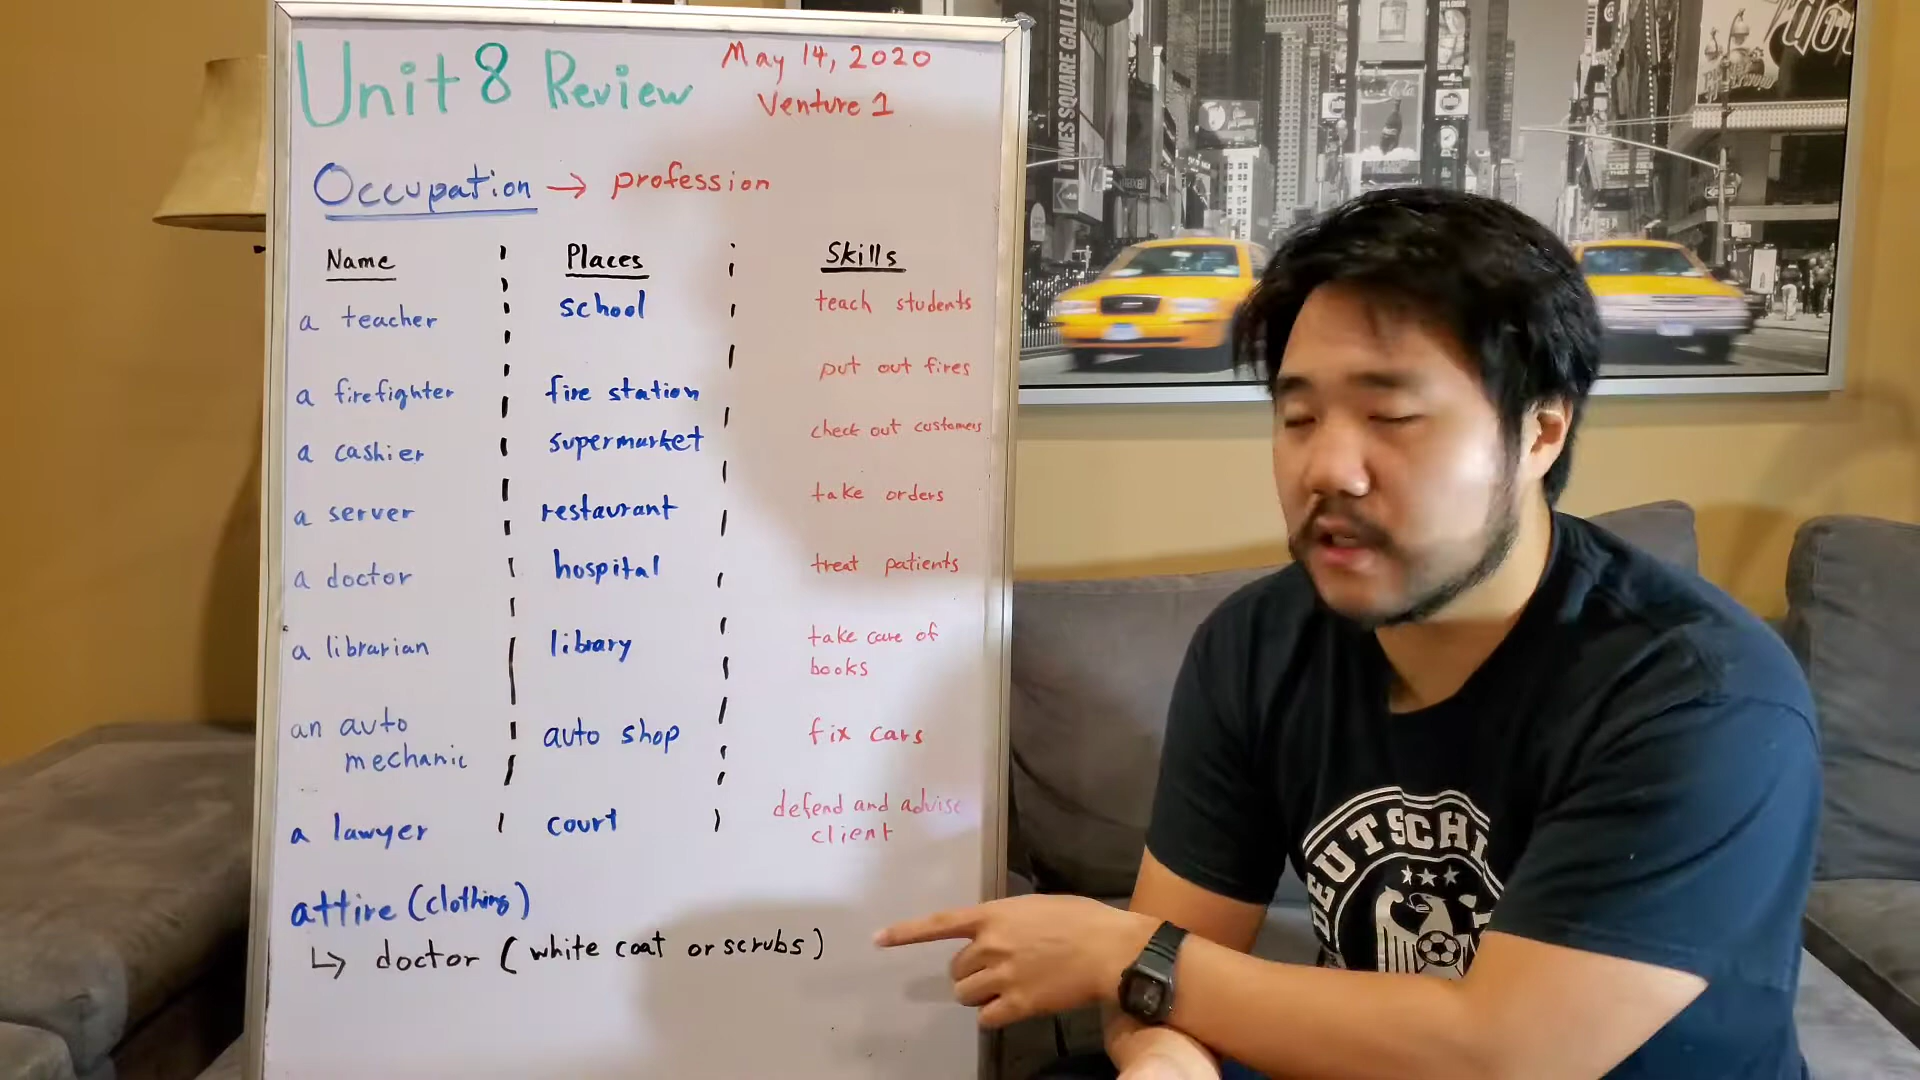 Unit 8 Review
May 14, 2020
Venture 1
Occupation → profession
Name Places Skills
a teacher school teach students
a firefighter fire station put out fires
a cashier supermarket check out customers
a server restaurant take orders
a doctor hospital treat patients
a librarian library take care of
books
an auto auto shop fix cars
mechanic
a lawyer court defend and advise
client
attire (clothing)
↳ doctor (white coat or scrubs)
TIMES SQUARE GALLE
DEUTSCH